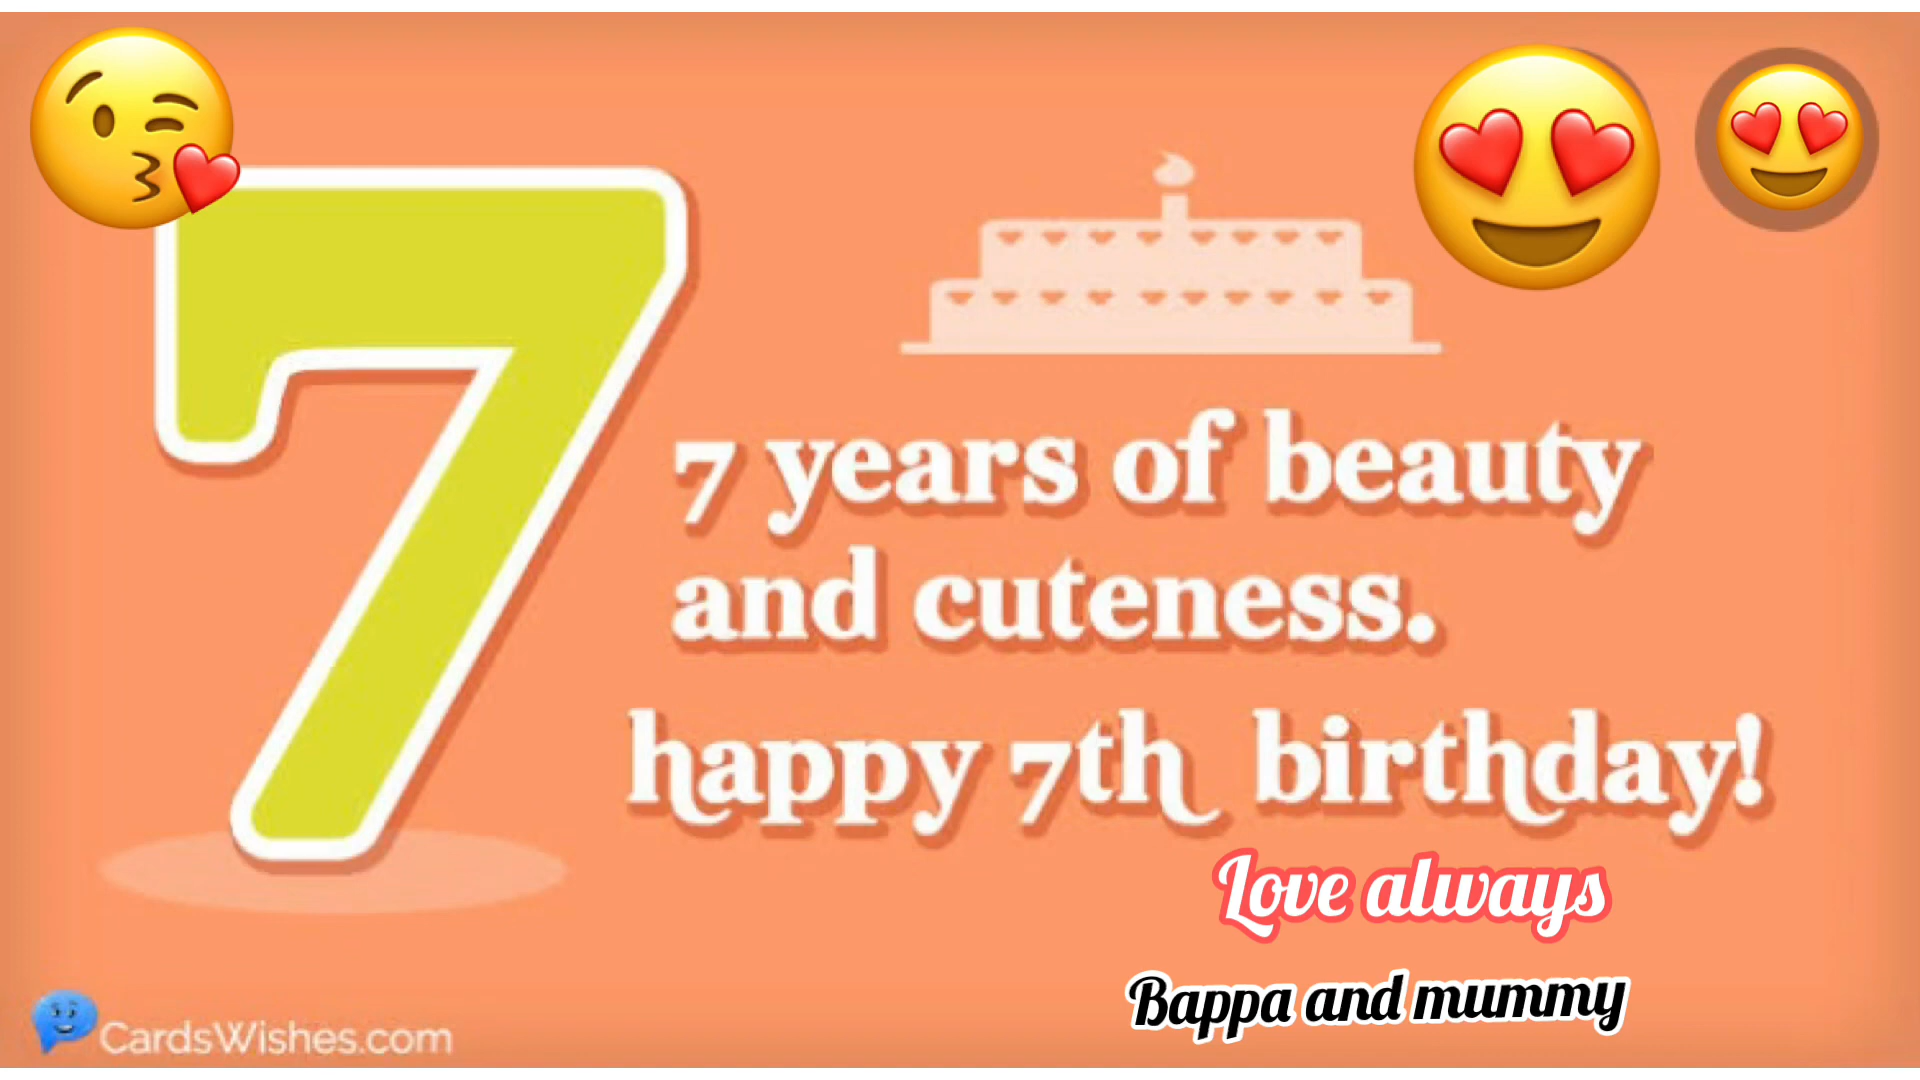 7
7 years of beauty
and cuteness.
happy 7th birthday!
Love always
Bappa and mummy
CardsWishes.com